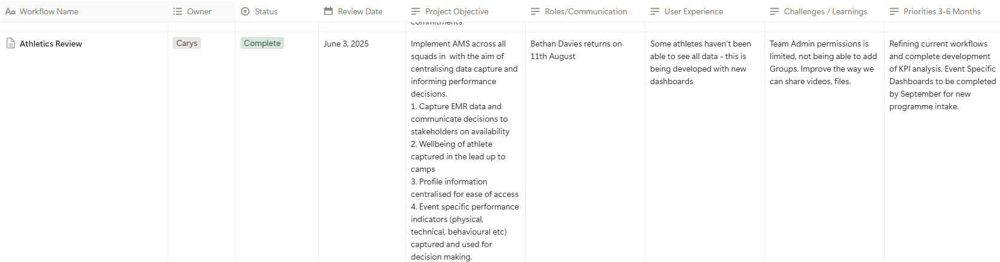 Aa Workflow Name
Owner
Status
Review Date
Project Objective
Roles/Communication
User Experience
Challenges / Learnings
Priorities 3-6 Months
commitments
Athletics Review
Carys
Complete
June 3, 2025
Implement AMS across all
squads in  with the aim of
centralising data capture and
informing performance
decisions.
1. Capture EMR data and
communicate decisions to
stakeholders on availability
2. Wellbeing of athlete
captured in the lead up to
camps
3. Profile information
centralised for ease of access
4. Event specific performance
indicators (physical,
technical, behavioural etc)
captured and used for
decision making.
Bethan Davies returns on
11th August
Some athletes haven't been
able to see all data - this is
being developed with new
dashboards
Team Admin permissions is
limited, not being able to add
Groups. Improve the way we
can share videos, files.
Refining current workflows
and complete development
of KPI analysis. Event Specific
Dashboards to be completed
by September for new
programme intake.